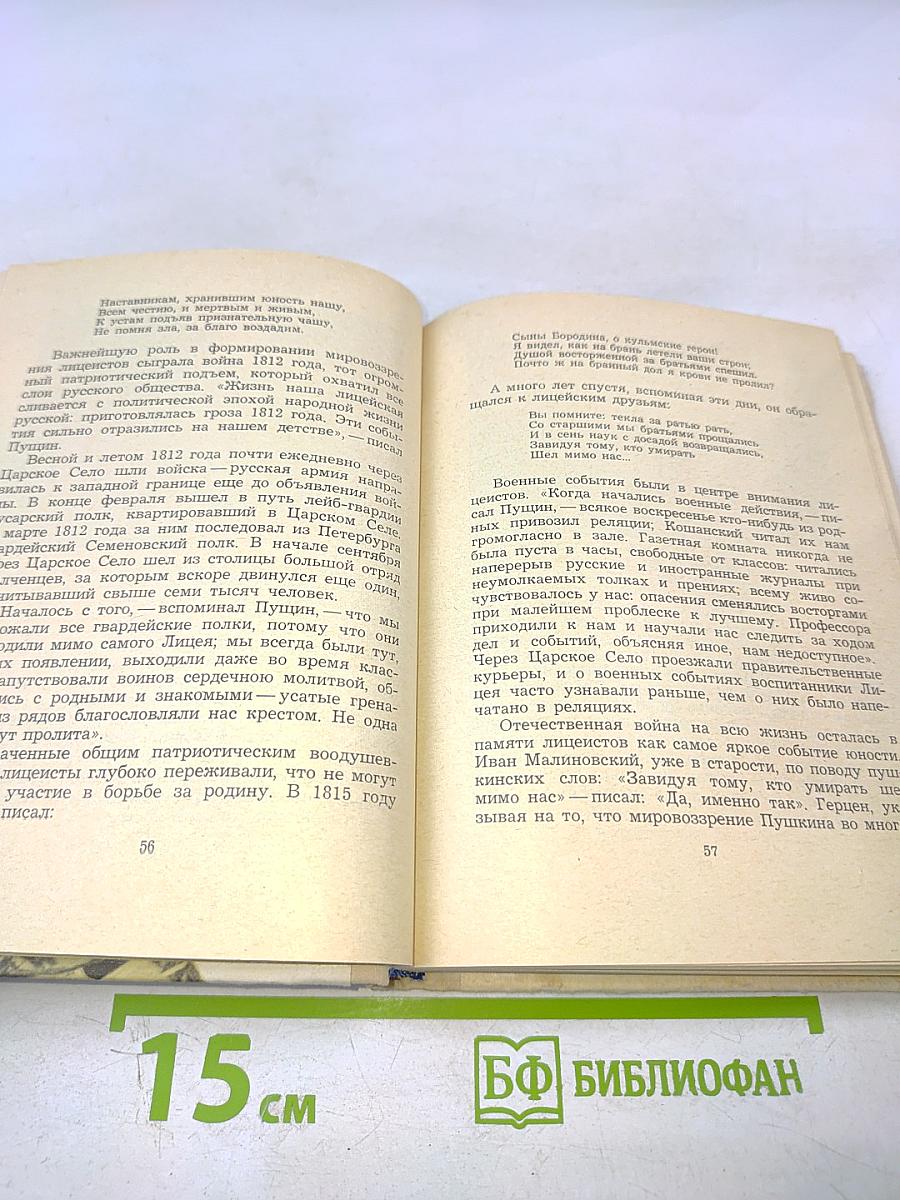 Наставникам, хранившим юность нашу,
Всем честию, и мертвым и живым,
К устам подъяв признательную чашу,
Не помня зла, за благо воздадим.
Важнейшую роль в формировании мировоззре-
ния лицеистов сыграла война 1812 года, тот огром-
ный патриотический подъем, который охватил все
слои русского общества. «Жизнь наша лицейская
сливается с политической эпохой народной жизни
русской: приготовлялась гроза 1812 года. Эти собы-
тия сильно отразились на нашем детстве», — писал
Пущин.
Весной и летом 1812 года почти ежедневно через
Царское Село шли войска — русская армия напра-
вилась к западной границе еще до объявления вой-
ны. В конце февраля вышел в путь лейб-гвардии
усарский полк, квартировавший в Царском Селе.
марте 1812 года за ним последовал из Петербурга
ардейский Семеновский полк. В начале сентября
рез Царское Село шел из столицы большой отряд
лченцев, за которым вскоре двинулся еще один,
читывавший свыше семи тысяч человек.
Началось с того, — вспоминал Пущин, — что мы
ожали все гвардейские полки, потому что они
одили мимо самого Лицея; мы всегда были тут,
их появлении, выходили даже во время клас-
апутствовали воинов сердечною молитвой, об-
ись с родными и знакомыми — усатые грена-
из рядов благословляли нас крестом. Не одна
ут пролита».
аченные общим патриотическим воодушев-
лицеисты глубоко переживали, что не могут
участие в борьбе за родину. В 1815 году
писал:
56
Сыны Бородина, о кульмские герои!
Я видел, как на брань летели ваши строи;
Душой восторженной за братьями спешил.
Почто ж на бранный дол я крови не пролил?
А много лет спустя, вспоминая эти дни, он обра-
щался к лицейским друзьям:
Вы помните: текла за ратью рать,
Со старшими мы братьями прощались
И в сень наук с досадой возвращались,
Завидуя тому, кто умирать
Шел мимо нас...
Военные события были в центре внимания ли-
цеистов. «Когда начались военные действия, — пи-
сал Пущин, — всякое воскресенье кто-нибудь из род-
ных привозил реляции; Кошанский читал их нам
громогласно в зале. Газетная комната никогда не
была пуста в часы, свободные от классов: читались
наперерыв русские и иностранные журналы при
неумолкаемых толках и прениях; всему живо со-
чувствовалось у нас: опасения сменялись восторгами
при малейшем проблеске к лучшему. Профессора
приходили к нам и научали нас следить за ходом
дел и событий, объясняя иное, нам недоступное».
Через Царское Село проезжали правительственные
курьеры, и о военных событиях воспитанники Ли-
цея часто узнавали раньше, чем о них было напе-
чатано в реляциях.
Отечественная война на всю жизнь осталась в
памяти лицеистов как самое яркое событие юности.
Иван Малиновский, уже в старости, по поводу пуш-
кинских слов: «Завидуя тому, кто умирать ше
мимо нас» — писал: «Да, именно так». Герцен, ук
зывая на то, что мировоззрение Пушкина во мног
57
15 см
БФ БИБЛИОФАН